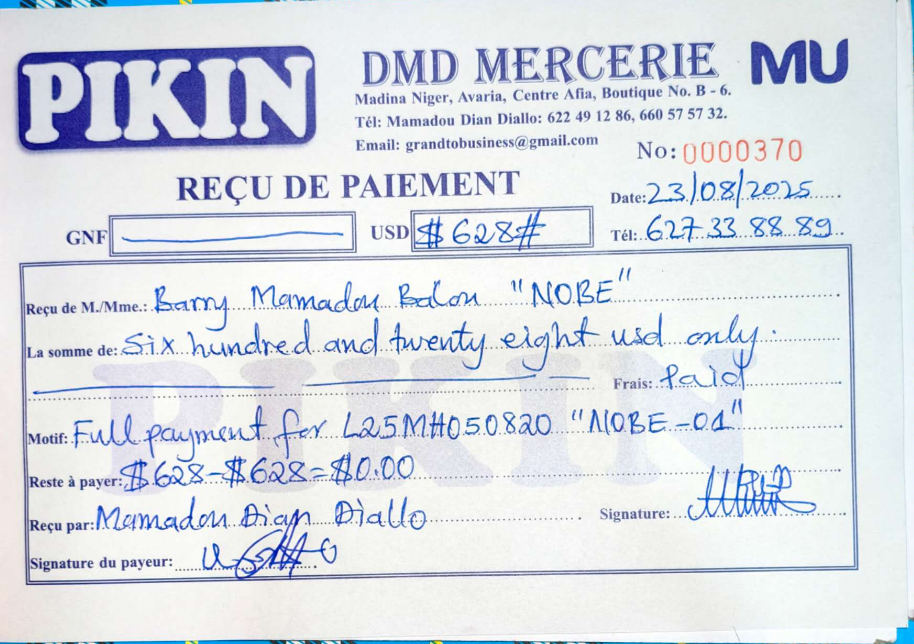 PIKIN
DMD MERCERIE
MU
Madina Niger, Avaria, Centre Afia, Boutique No. B - 6.
Tél: Mamadou Dian Diallo: 622 49 12 86, 660 57 57 32.
Email: grandtobusiness@gmail.com
No: 0000370
REÇU DE PAIEMENT
Date: 23/08/2025
GNF
USD $ 628#
Tél: 627 33 88 89
Reçu de M./Mme.: Barry Mamadou Balou "NOBE"
La somme de: Six hundred and twenty eight usd only.
Frais: Paid
PIKIN
Motif: Full payment for L25MH050820 "NOBE-01"
Reste à payer: $628-$628=$0.00
Reçu par: Mamadou Dian Diallo
Signature:
Signature du payeur: